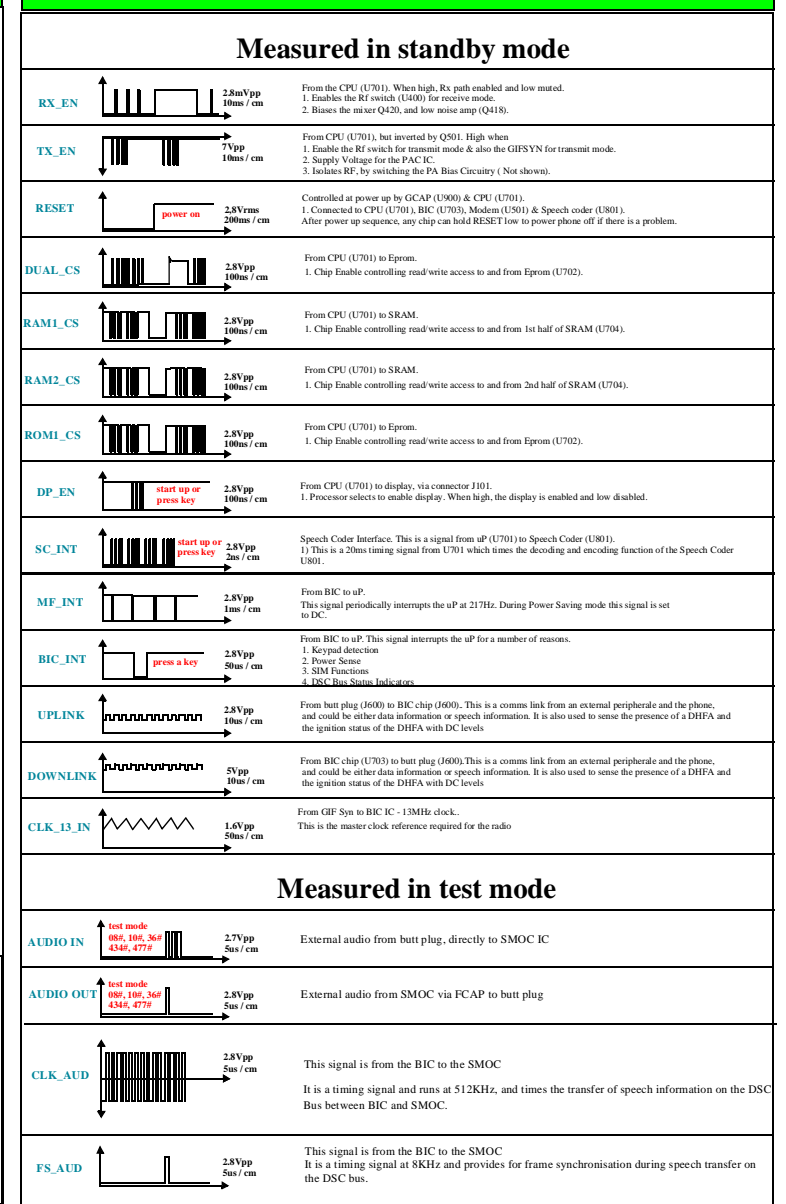 Measured in standby mode
RX_EN
2.8mVpp
10ms / cm
From the CPU (U701). When high, Rx path enabled and low muted.
1. Enables the Rf switch (U400) for receive mode.
2. Biases the mixer Q420, and low noise amp (Q418).
TX_EN
7Vpp
10ms / cm
From CPU (U701), but inverted by Q501. High when
1. Enable the Rf switch for transmit mode & also the GIFSYN for transmit mode.
2. Supply Voltage for the PAC IC.
3. Isolates RF, by switching the PA Bias Circuitry ( Not shown).
RESET
power on
2,8Vrms
200ms / cm
Controlled at power up by GCAP (U900) & CPU (U701).
1. Connected to CPU (U701), BIC (U703), Modem (U501) & Speech coder (U801).
After power up sequence, any chip can hold RESET low to power phone off if there is a problem.
DUAL_CS
2.8Vpp
100ns / cm
From CPU (U701) to Eprom.
1. Chip Enable controlling read/write access to and from Eprom (U702).
RAM1_CS
2.8Vpp
100ns / cm
From CPU (U701) to SRAM.
1. Chip Enable controlling read/write access to and from 1st half of SRAM (U704).
RAM2_CS
2.8Vpp
100ns / cm
From CPU (U701) to SRAM.
1. Chip Enable controlling read/write access to and from 2nd half of SRAM (U704).
ROM1_CS
2.8Vpp
100ns / cm
From CPU (U701) to Eprom.
1. Chip Enable controlling read/write access to and from Eprom (U702).
DP_EN
start up or
press key
2.8Vpp
100ns / cm
From CPU (U701) to display, via connector J101.
1. Processor selects to enable display. When high, the display is enabled and low disabled.
SC_INT
start up or
press key
2.8Vpp
2ns / cm
Speech Coder Interface. This is a signal from uP (U701) to Speech Coder (U801).
1) This is a 20ms timing signal from U701 which times the decoding and encoding function of the Speech Coder
U801.
MF_INT
2.8Vpp
1ms / cm
From BIC to uP.
This signal periodically interrupts the uP at 217Hz. During Power Saving mode this signal is set
to DC.
BIC_INT
press a key
2.8Vpp
50us / cm
From BIC to uP. This signal interrupts the uP for a number of reasons.
1. Keypad detection
2. Power Sense
3. SIM Functions
4. DSC Bus Status Indicators
UPLINK
2.8Vpp
10us / cm
From butt plug (J600) to BIC chip (J600). This is a comms link from an external peripherale and the phone,
and could be either data information or speech information. It is also used to sense the presence of a DHFA and
the ignition status of the DHFA with DC levels
DOWNLINK
5Vpp
10us / cm
From BIC chip (U703) to butt plug (J600).This is a comms link from an external peripherale and the phone,
and could be either data information or speech information. It is also used to sense the presence of a DHFA and
the ignition status of the DHFA with DC levels
CLK_13_IN
1.6Vpp
50ns / cm
From GIF Syn to BIC IC - 13MHz clock..
This is the master clock reference required for the radio
Measured in test mode
AUDIO IN
test mode
08#, 10#, 36#
434#, 477#
2.7Vpp
5us / cm
External audio from butt plug, directly to SMOC IC
AUDIO OUT
test mode
08#, 10#, 36#
434#, 477#
2.8Vpp
5us / cm
External audio from SMOC via FCAP to butt plug
CLK_AUD
2.8Vpp
5us / cm
This signal is from the BIC to the SMOC
It is a timing signal and runs at 512KHz, and times the transfer of speech information on the DSC
Bus between BIC and SMOC.
FS_AUD
2.8Vpp
5us / cm
This signal is from the BIC to the SMOC
It is a timing signal at 8KHz and provides for frame synchronisation during speech transfer on
the DSC bus.